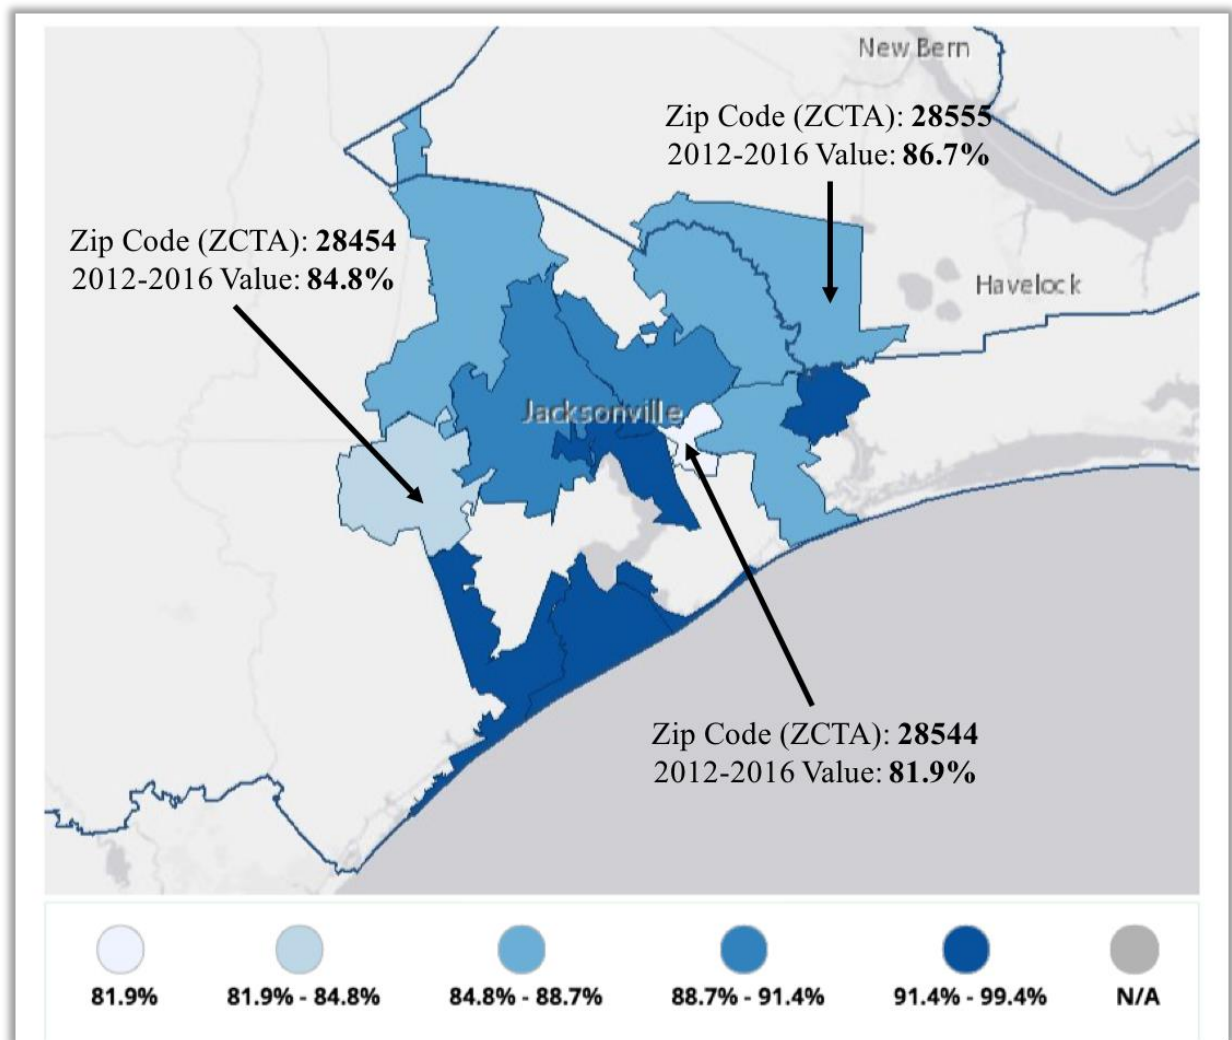 New Bern
Zip Code (ZCTA): 28555
2012-2016 Value: 86.7%
Zip Code (ZCTA): 28454
2012-2016 Value: 84.8%
Havelock
Jacksonville
Zip Code (ZCTA): 28544
2012-2016 Value: 81.9%
81.9%
81.9% - 84.8%
84.8% - 88.7%
88.7% - 91.4%
91.4% - 99.4%
N/A